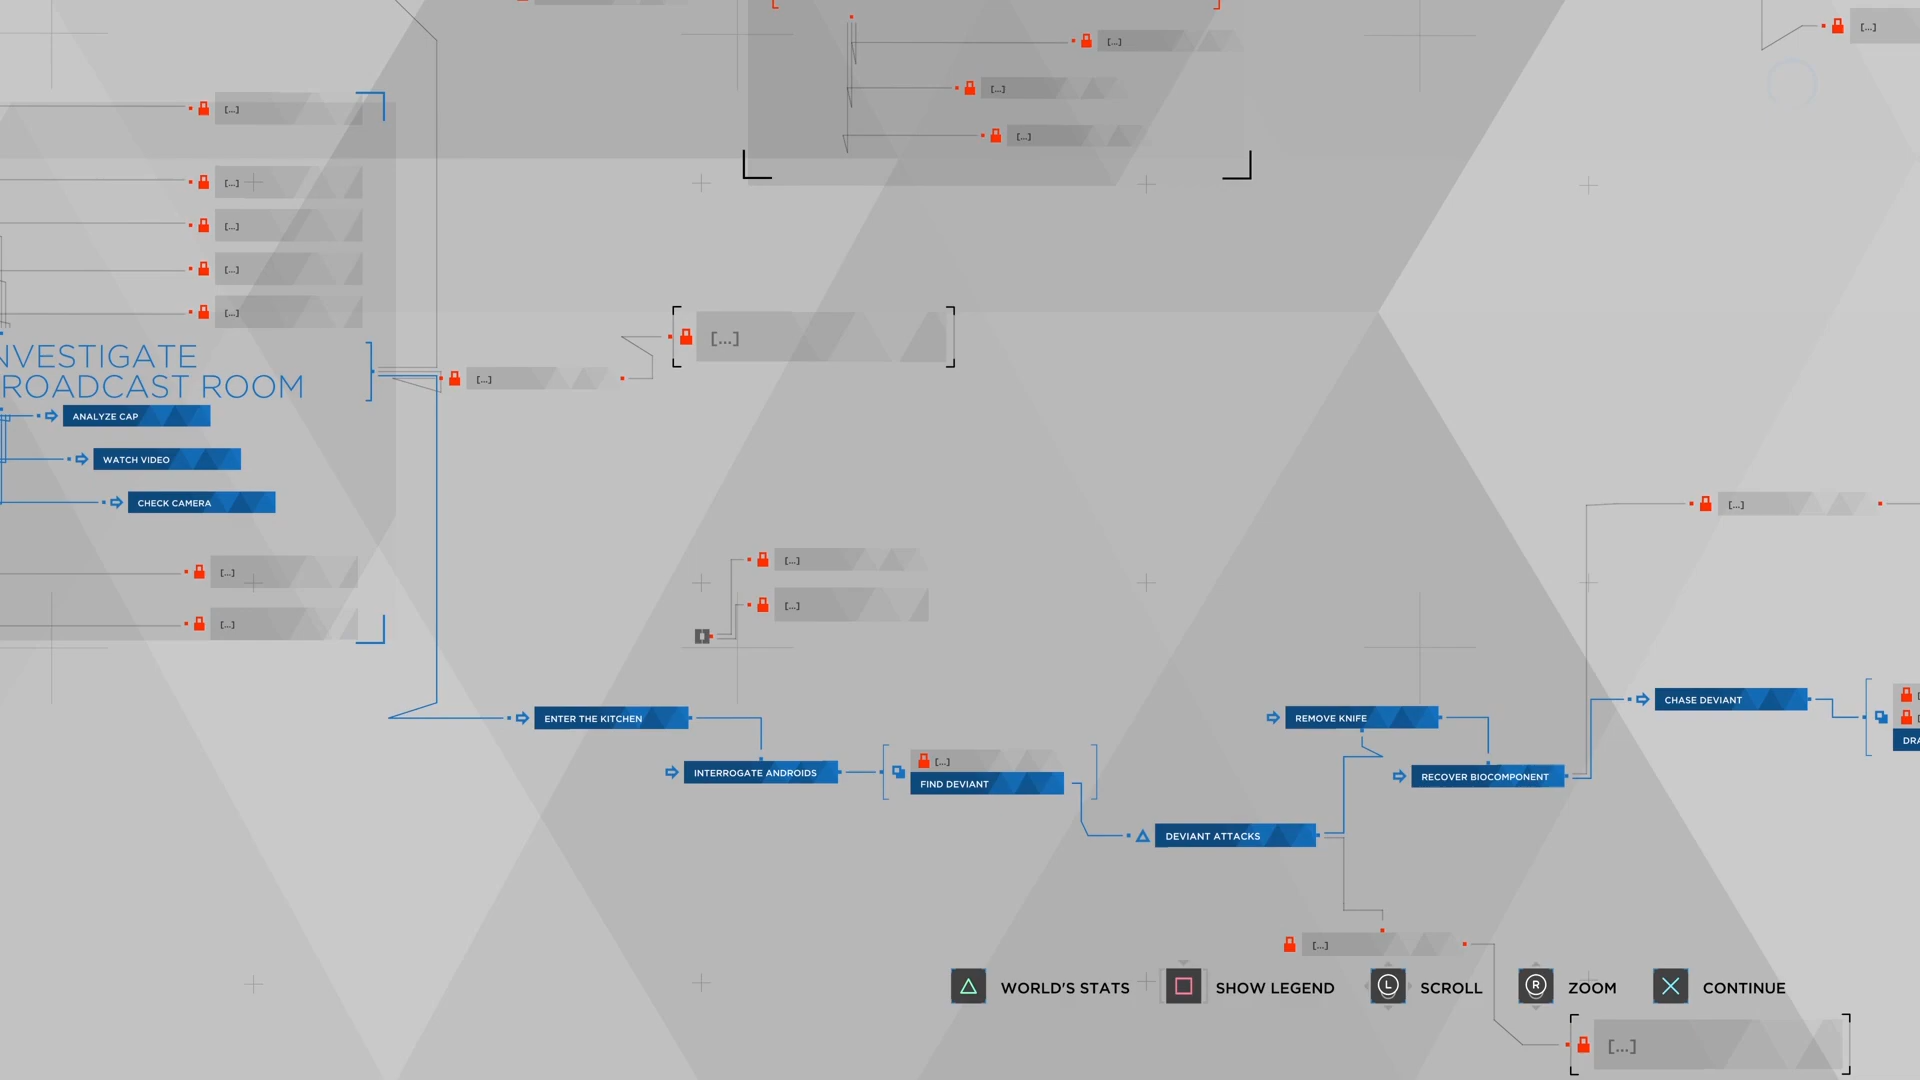 [...]
[...]
[...]
[...]
[...]
[...]
[...]
[...]
[...]
[...]
NVESTIGATE
ROADCAST ROOM
[...]
[...]
ANALYZE CAP
WATCH VIDEO
CHECK CAMERA
[...]
[...]
[...]
[...]
[...]
CHASE DEVIANT
ENTER THE KITCHEN
REMOVE KNIFE
DRA
INTERROGATE ANDROIDS
[...]
FIND DEVIANT
RECOVER BIOCOMPONENT
DEVIANT ATTACKS
[...]
WORLD'S STATS
SHOW LEGEND
L
SCROLL
R
ZOOM
CONTINUE
[...]